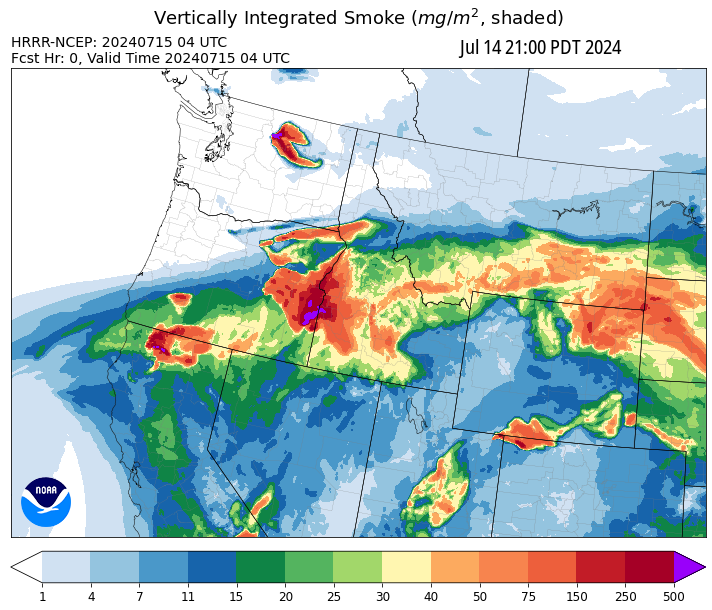 Vertically Integrated Smoke (mg/m², shaded)
HRRR-NCEP: 20240715 04 UTC
Fcst Hr: 0, Valid Time 20240715 04 UTC
Jul 14 21:00 PDT 2024
NOAA
1 4 7 11 15 20 25 30 40 50 75 150 250 500